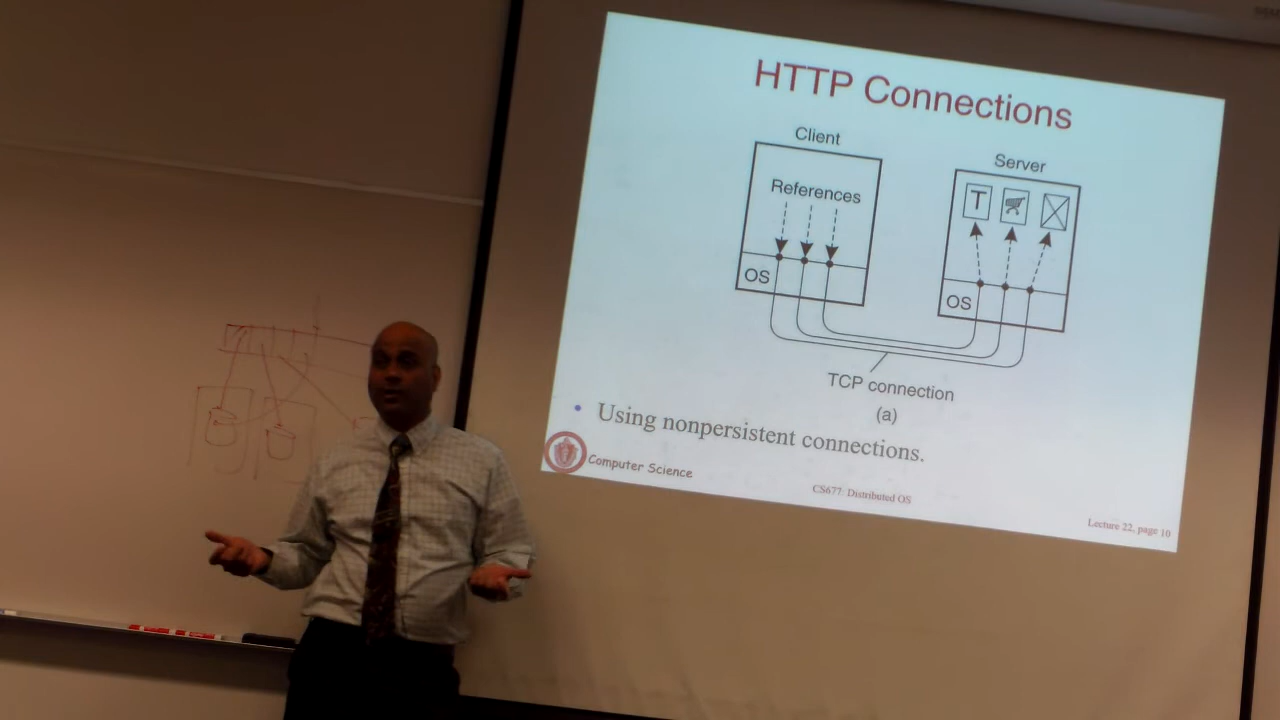 HTTP Connections
Client
Server
References
T
OS
OS
TCP connection
(a)
• Using nonpersistent connections.
Computer Science
CS677: Distributed OS
Lecture 22, page 10